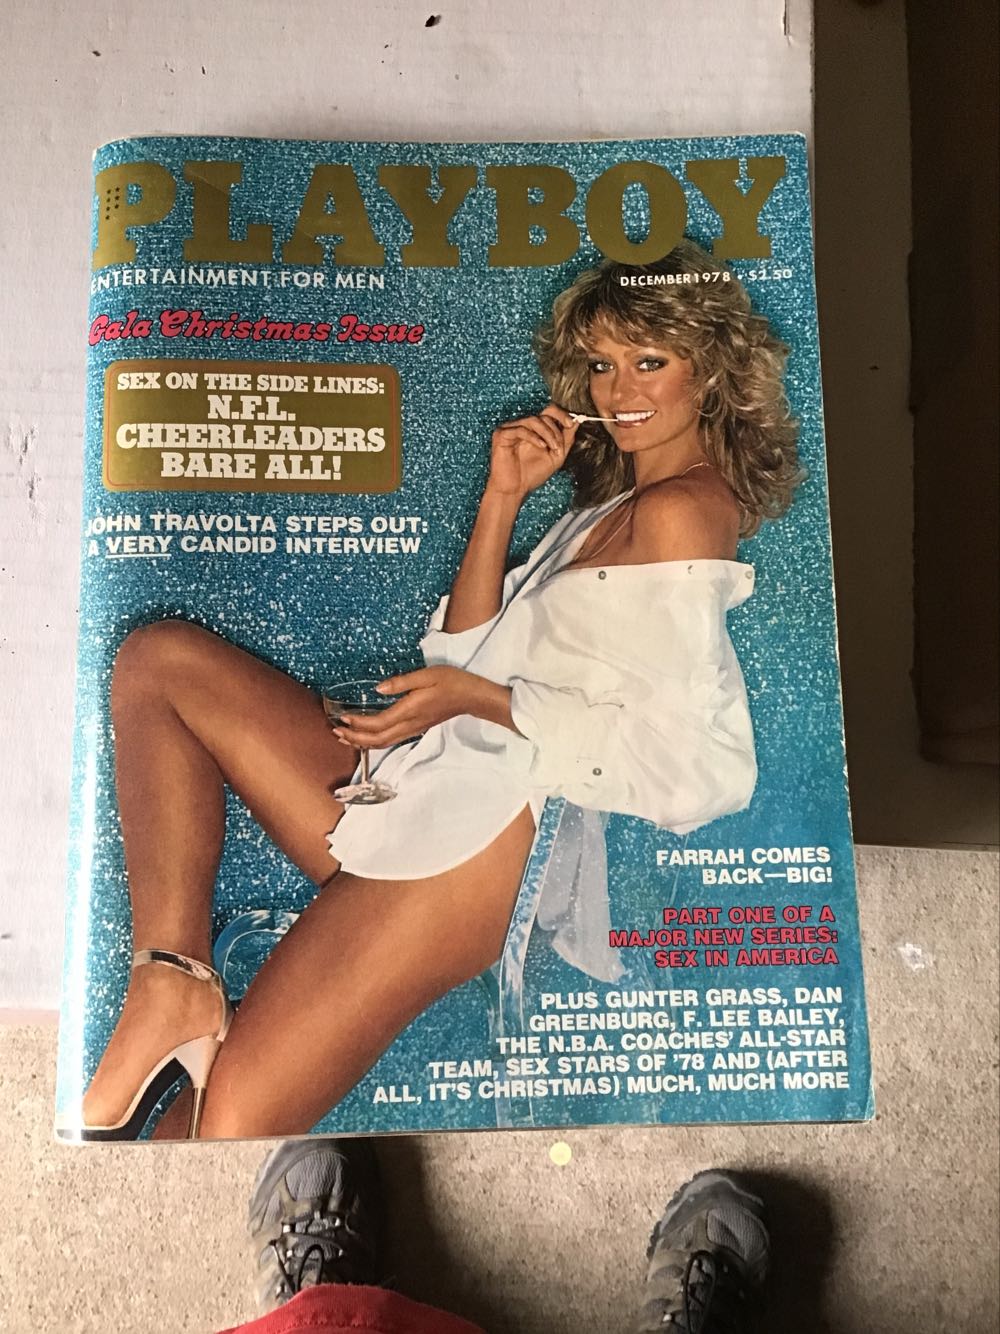 PLAYBOY
ENTERTAINMENT FOR MEN
DECEMBER 1978 • $2.50
Gala Christmas Issue
SEX ON THE SIDE LINES:
N.F.L.
CHEERLEADERS
BARE ALL!
JOHN TRAVOLTA STEPS OUT:
A VERY CANDID INTERVIEW
FARRAH COMES
BACK—BIG!
PART ONE OF A
MAJOR NEW SERIES:
SEX IN AMERICA
PLUS GUNTER GRASS, DAN
GREENBURG, F. LEE BAILEY,
THE N.B.A. COACHES' ALL-STAR
TEAM, SEX STARS OF '78 AND (AFTER
ALL, IT'S CHRISTMAS) MUCH, MUCH MORE